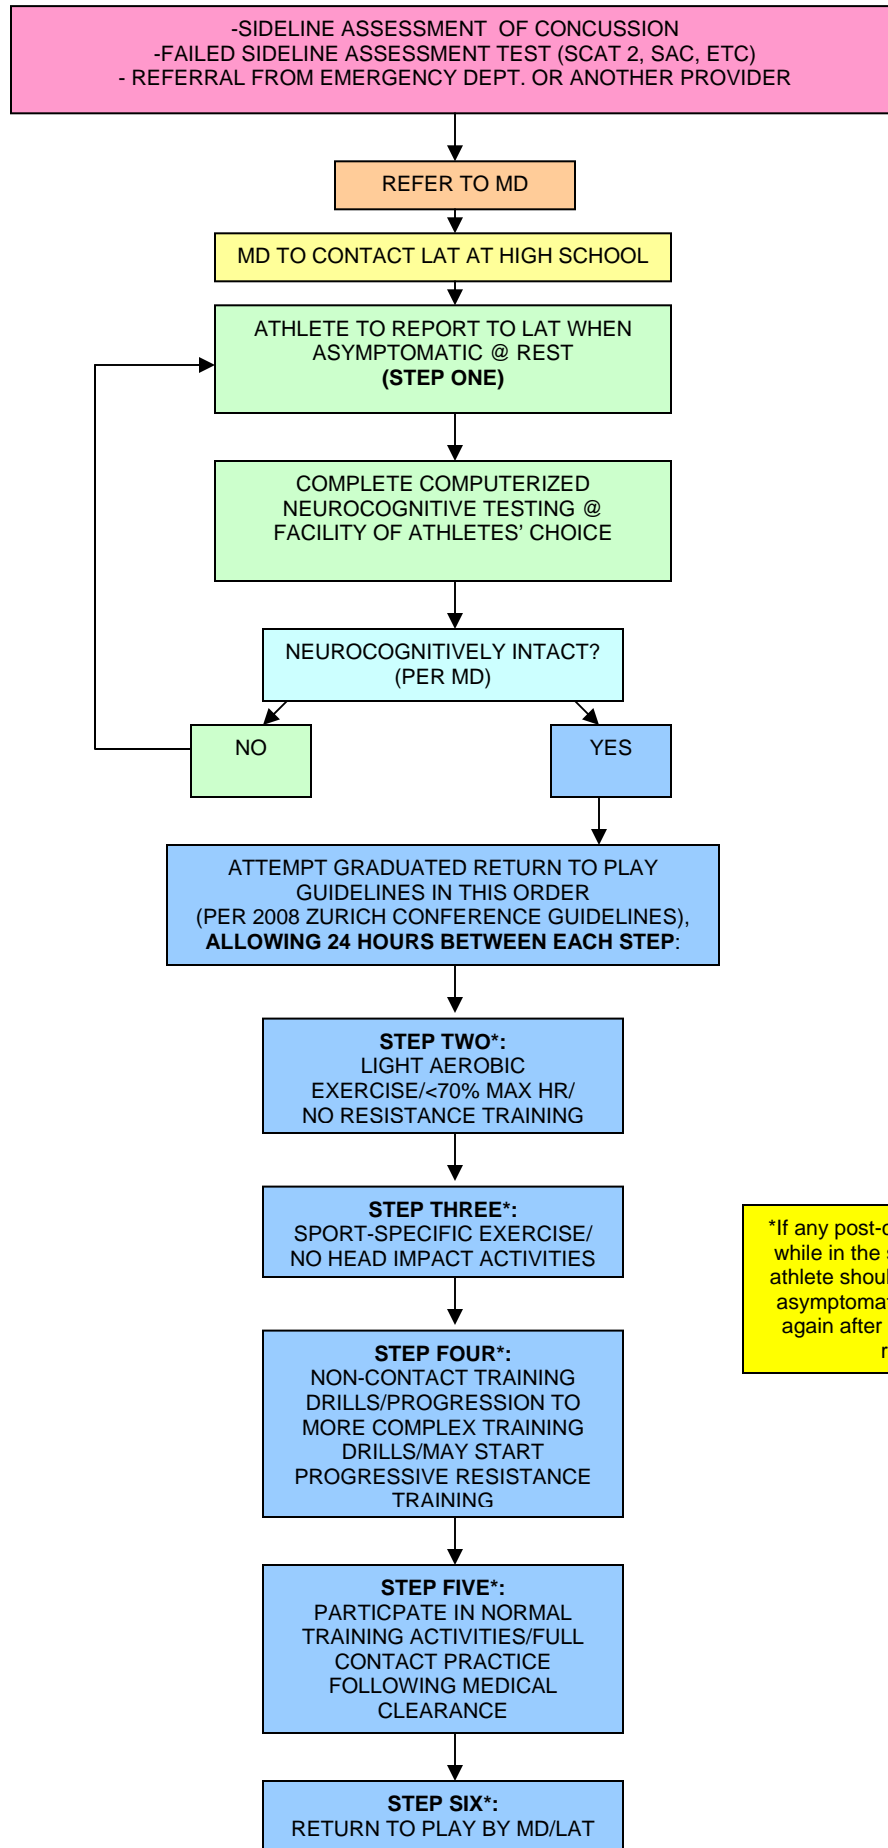 -SIDELINE ASSESSMENT OF CONCUSSION
-FAILED SIDELINE ASSESSMENT TEST (SCAT 2, SAC, ETC)
- REFERRAL FROM EMERGENCY DEPT. OR ANOTHER PROVIDER
REFER TO MD
MD TO CONTACT LAT AT HIGH SCHOOL
ATHLETE TO REPORT TO LAT WHEN
ASYMPTOMATIC @ REST
(STEP ONE)
COMPLETE COMPUTERIZED
NEUROCOGNITIVE TESTING @
FACILITY OF ATHLETES' CHOICE
NEUROCOGNITIVELY INTACT?
(PER MD)
NO
YES
ATTEMPT GRADUATED RETURN TO PLAY
GUIDELINES IN THIS ORDER
(PER 2008 ZURICH CONFERENCE GUIDELINES),
ALLOWING 24 HOURS BETWEEN EACH STEP:
STEP TWO*:
LIGHT AEROBIC
EXERCISE/<70% MAX HR/
NO RESISTANCE TRAINING
STEP THREE*:
SPORT-SPECIFIC EXERCISE/
NO HEAD IMPACT ACTIVITIES
*If any post-
while in the
athlete
again after
STEP FOUR*:
NON-CONTACT TRAINING
DRILLS/PROGRESSION TO
MORE COMPLEX TRAINING
DRILLS/MAY START
PROGRESSIVE RESISTANCE
TRAINING
STEP FIVE*:
PARTICPATE IN NORMAL
TRAINING ACTIVITIES/FULL
CONTACT PRACTICE
FOLLOWING MEDICAL
CLEARANCE
STEP SIX*:
RETURN TO PLAY BY MD/LAT